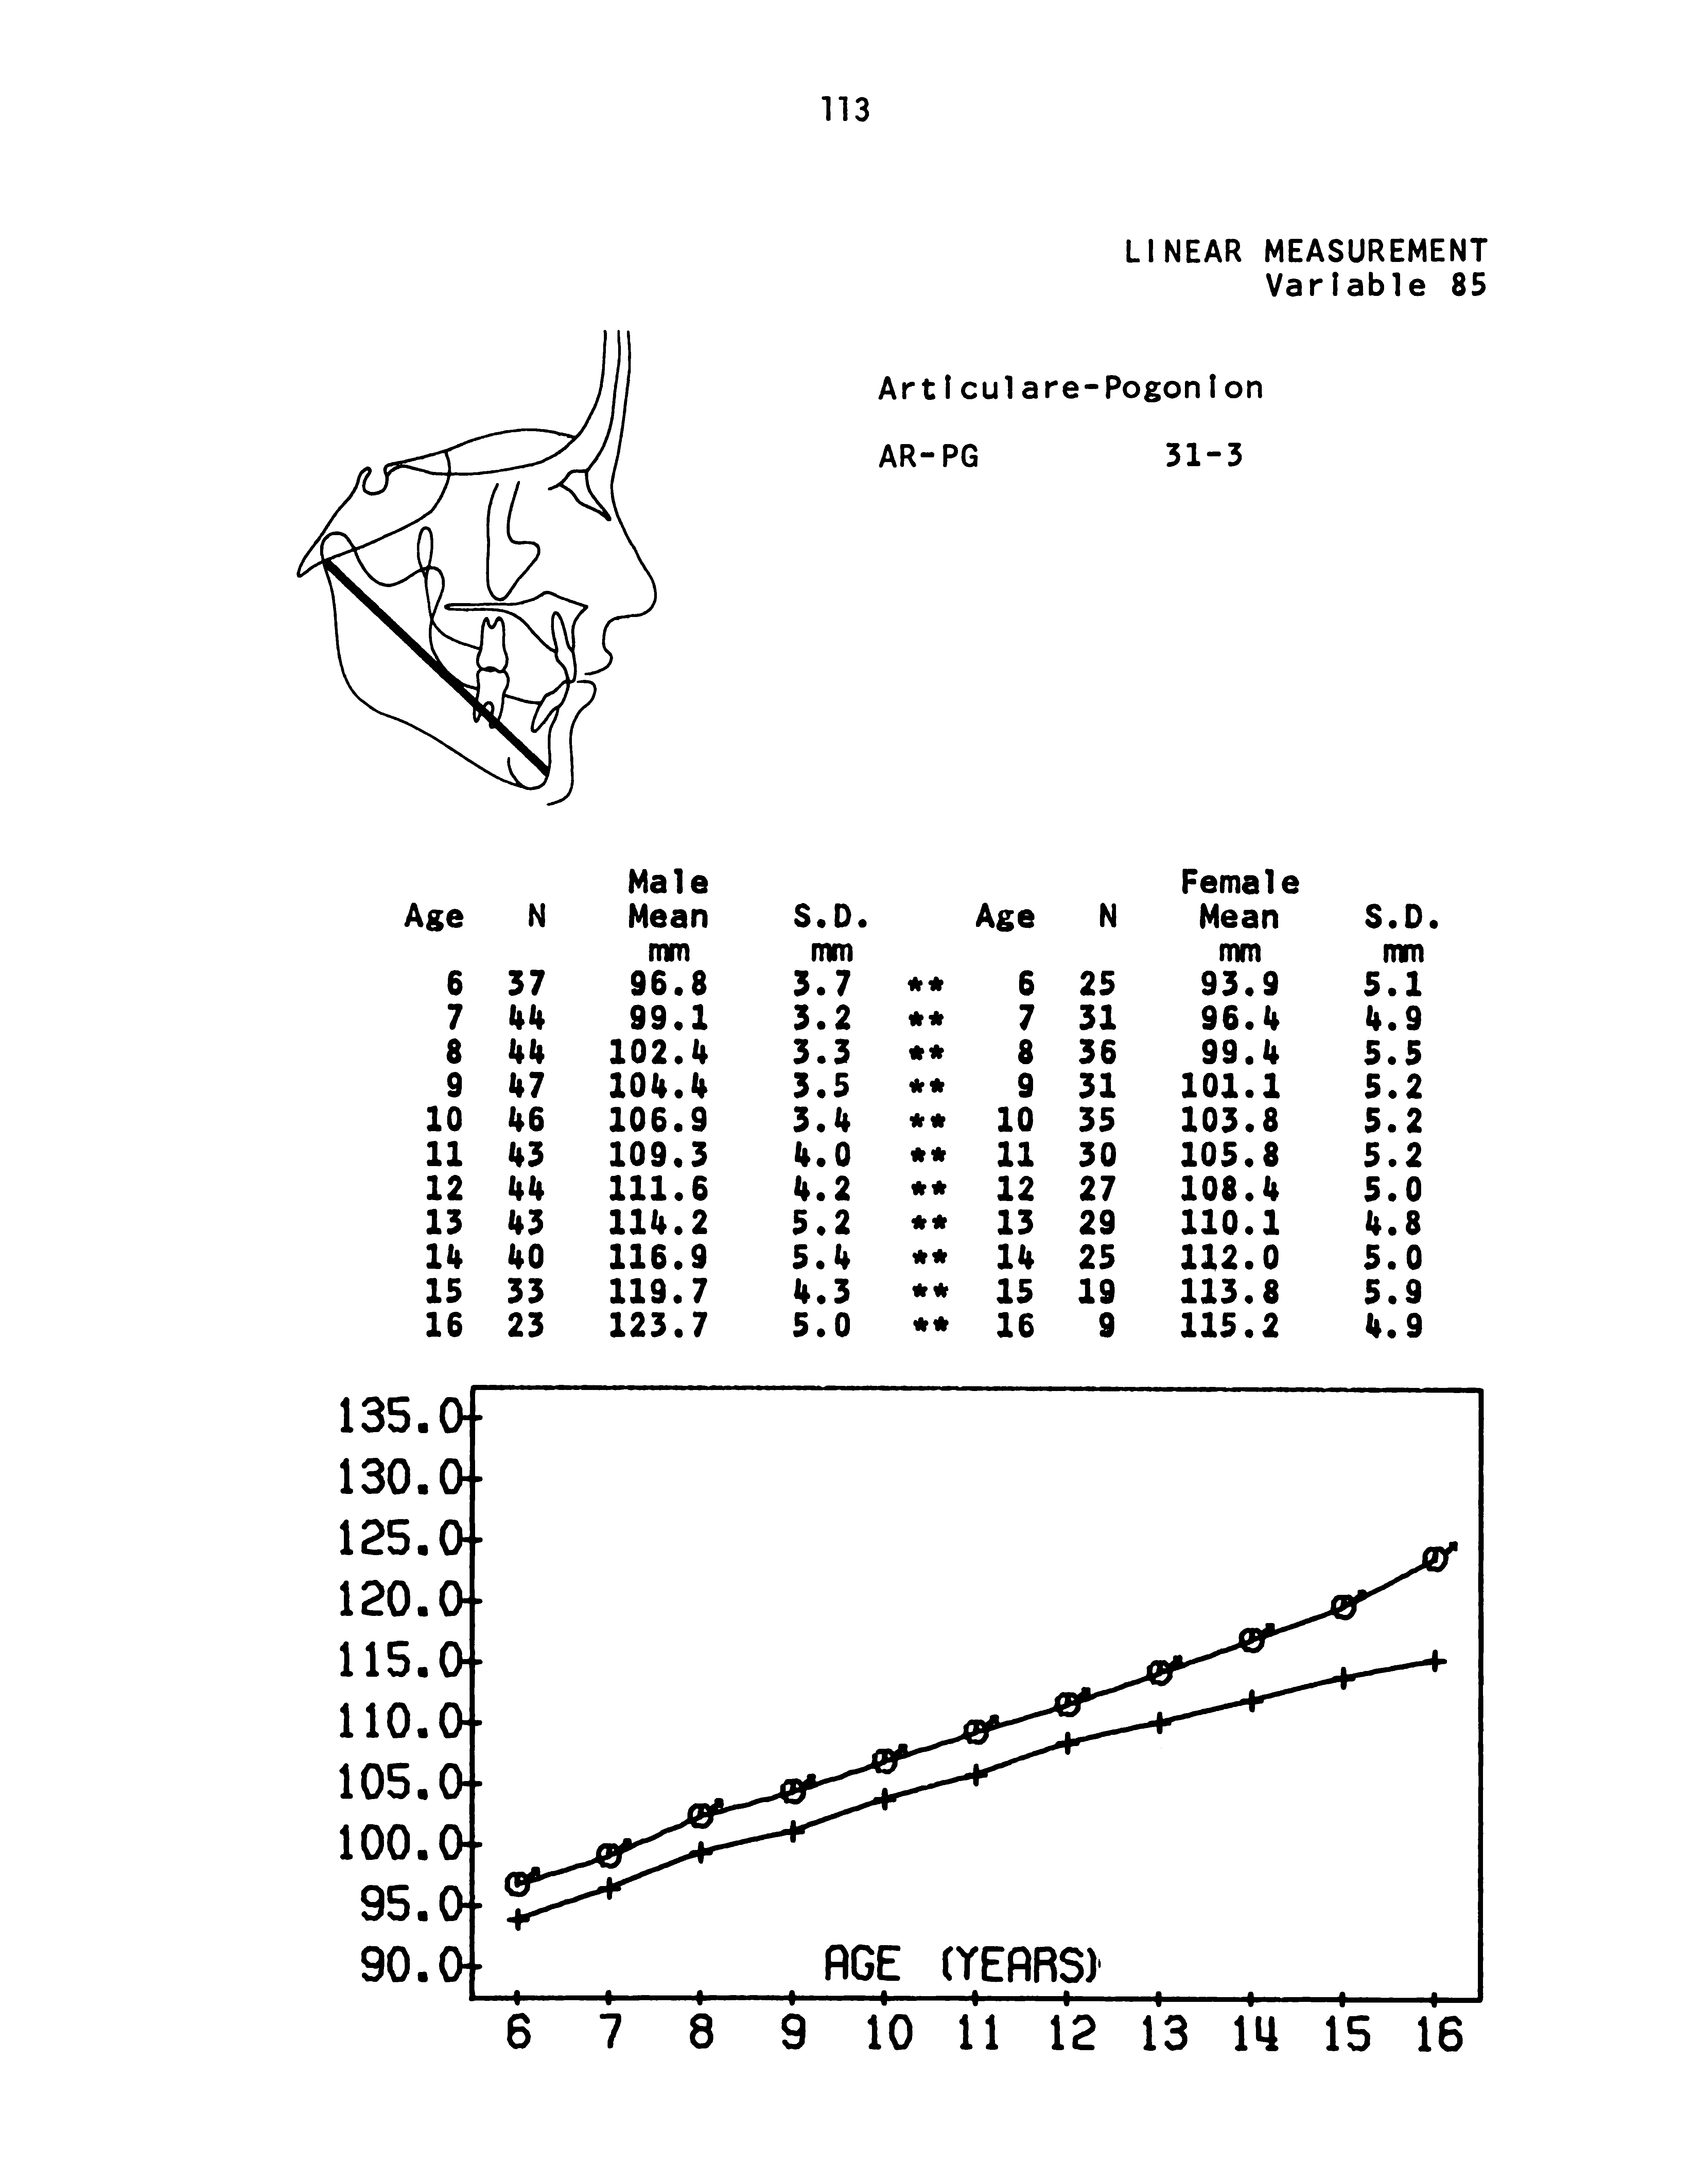 113
LINEAR MEASUREMENT
Variable 85
Articulare-Pogonion
AR-PG 31-3
Male Female
Age N Mean S.D. Age N Mean S.D.
mm mm mm mm
6 37 96.8 3.7 ** 6 25 93.9 5.1
7 44 99.1 3.2 ** 7 31 96.4 4.9
8 44 102.4 3.3 ** 8 36 99.4 5.5
9 47 104.4 3.5 ** 9 31 101.1 5.2
10 46 106.9 3.4 ** 10 35 103.8 5.2
11 43 109.3 4.0 ** 11 30 105.8 5.2
12 44 111.6 4.2 ** 12 27 108.4 5.0
13 43 114.2 5.2 ** 13 29 110.1 4.8
14 40 116.9 5.4 ** 14 25 112.0 5.0
15 33 119.7 4.3 ** 15 19 113.8 5.9
16 23 123.7 5.0 ** 16 9 115.2 4.9
135.0
130.0
125.0
120.0
115.0
110.0
105.0
100.0
95.0
90.0
AGE (YEARS)
6 7 8 9 10 11 12 13 14 15 16